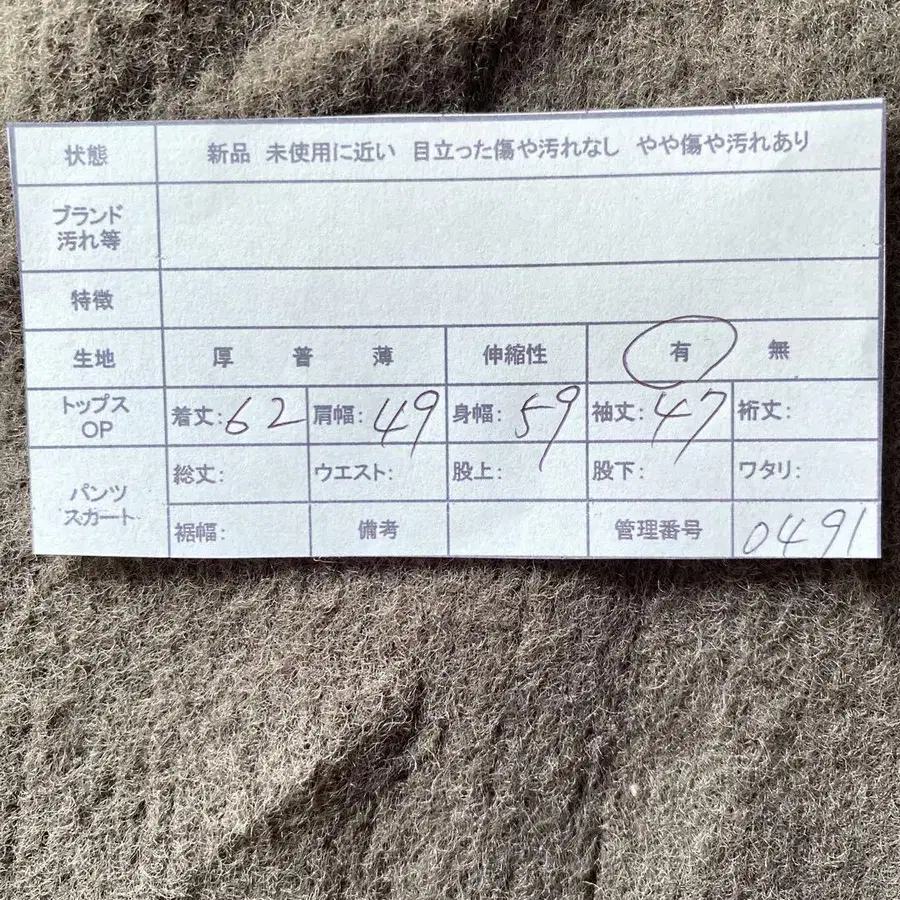 状態 新品 未使用に近い 目立った傷や汚れなし やや傷や汚れあり
ブランド
汚れ等
特徴
生地 厚 普 薄 伸縮性 有 無
トップス
OP 着丈:62 肩幅:49 身幅:59 袖丈:47 裄丈:
総丈: ウエスト: 股上: 股下: ワタリ:
パンツ
スカート
裾幅: 備考 管理番号 0491